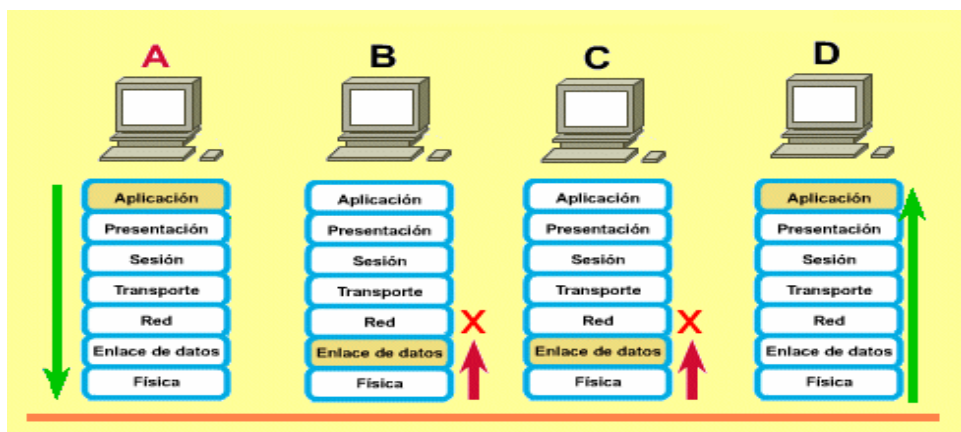 A B C D
Aplicación Aplicación Aplicación Aplicación
Presentación Presentación Presentación Presentación
Sesión Sesión Sesión Sesión
Transporte Transporte Transporte Transporte
Red Red X Red X Red
Enlace de datos Enlace de datos Enlace de datos Enlace de datos
Física Física Física Física